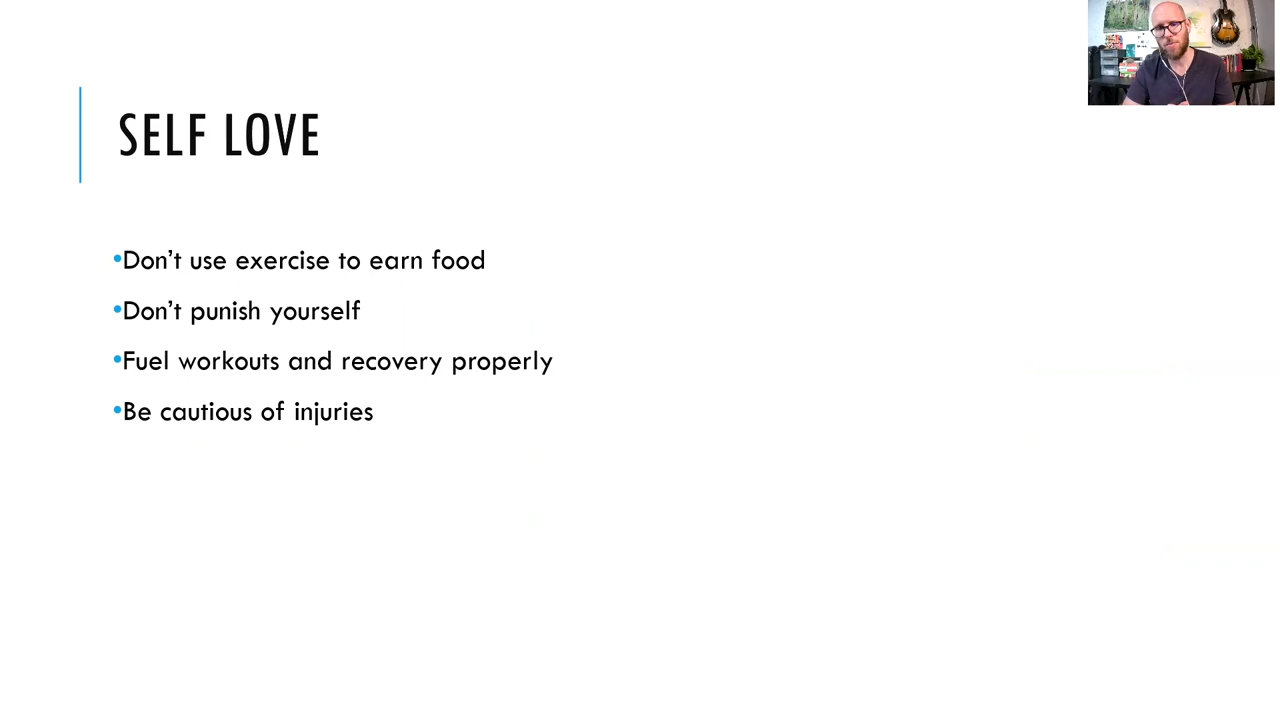 SELF LOVE
•Don’t use exercise to earn food
•Don’t punish yourself
•Fuel workouts and recovery properly
•Be cautious of injuries